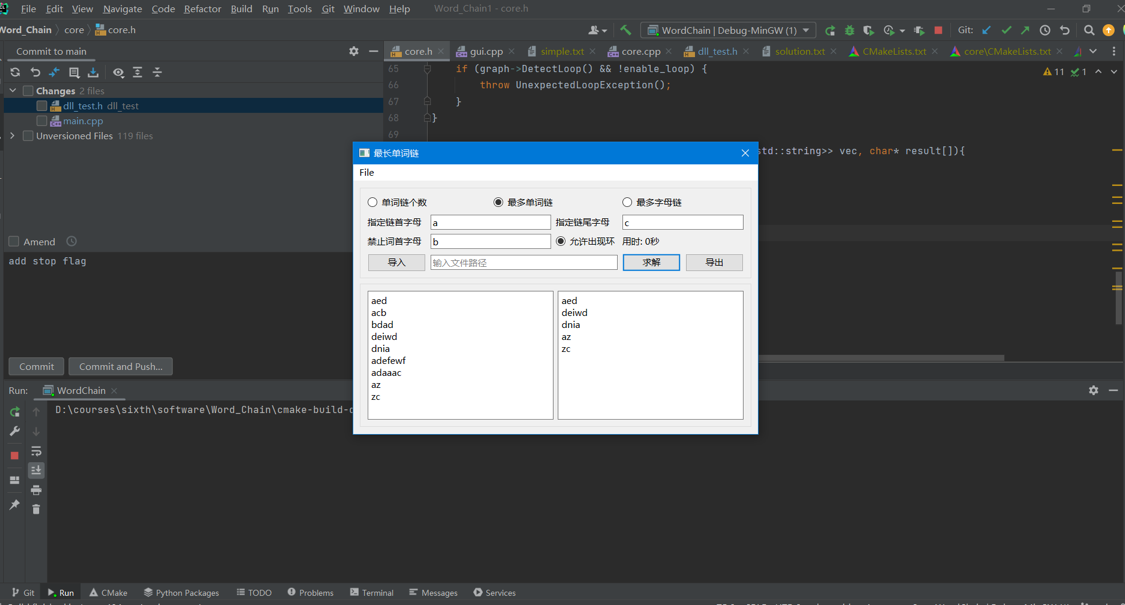 File Edit View Navigate Code Refactor Build Run Tools Git Window Help Word_Chain1 - core.h
Word_Chain core core.h WordChain | Debug-MinGW (1) Git:
Commit to main
core.h gui.cpp simple.txt core.cpp dll_test.h solution.txt CMakeLists.txt core\CMakeLists.txt
Changes 2 files
dll_test.h dll_test
main.cpp
Unversioned Files 119 files
65 if (graph->DetectLoop() && !enable_loop) {
66 throw UnexpectedLoopException();
67 }
68 }
69
11 1
std::string>> vec, char* result[]){
Amend
add stop flag
Commit Commit and Push...
最长单词链
File
单词链个数 最多单词链 最多字母链
指定链首字母 a 指定链尾字母 c
禁止词首字母 b 允许出现环 用时: 0秒
导入 输入文件路径 求解 导出
aed
acb
bdad
deiwd
dnia
adefewf
adaaac
az
zc
aed
deiwd
dnia
az
zc
Run: WordChain
D:\courses\sixth\software\Word_Chain\cmake-build-d
Git Run CMake Python Packages TODO Problems Terminal Messages Services